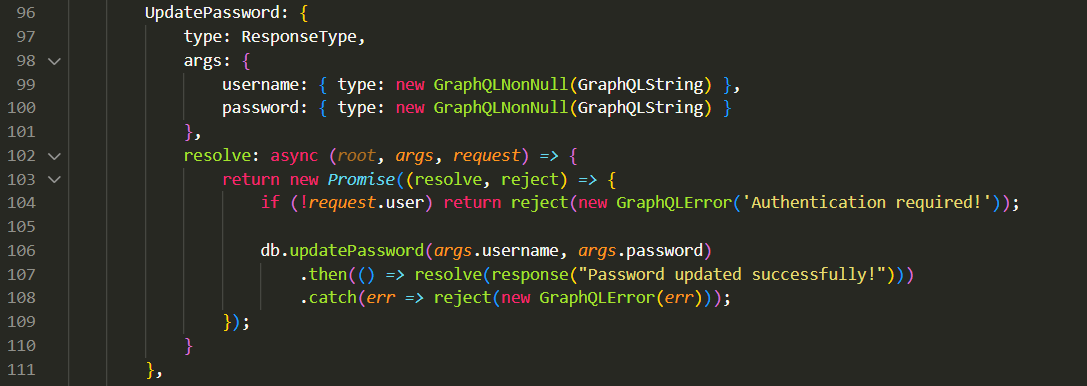 96 UpdatePassword: {
97 type: ResponseType,
98 args: {
99 username: { type: new GraphQLNonNull(GraphQLString) },
100 password: { type: new GraphQLNonNull(GraphQLString) }
101 },
102 resolve: async (root, args, request) => {
103 return new Promise((resolve, reject) => {
104 if (!request.user) return reject(new GraphQLError('Authentication required!'));
105
106 db.updatePassword(args.username, args.password)
107 .then(() => resolve(response("Password updated successfully!")))
108 .catch(err => reject(new GraphQLError(err)));
109 });
110 }
111 },